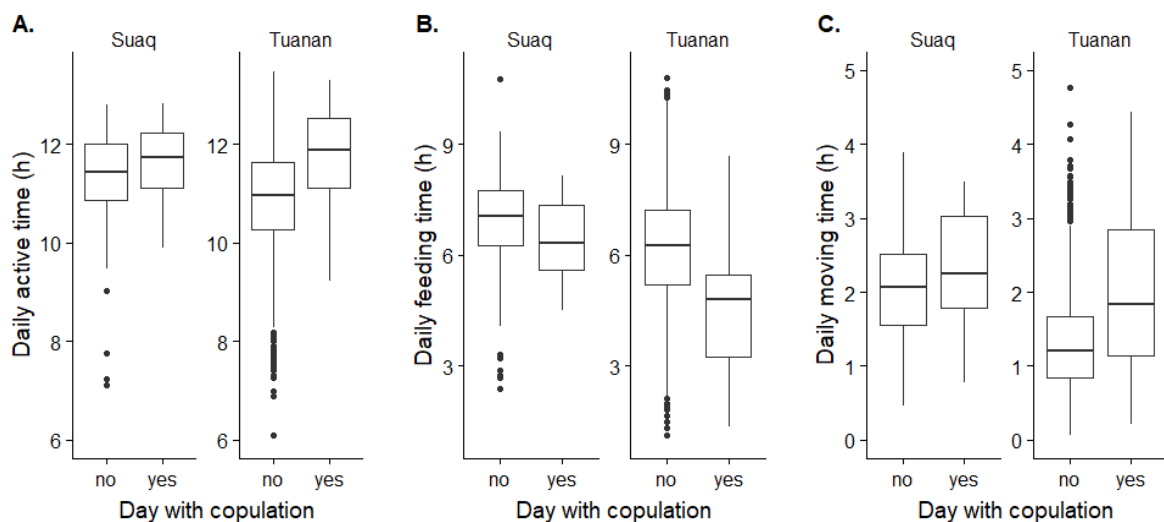 A.
Suaq
Tuanan
Daily active time (h)
12
10
8
6
12
10
8
6
no
yes
no
yes
Day with copulation
B.
Suaq
Tuanan
Daily feeding time (h)
9
6
3
9
6
3
no
yes
no
yes
Day with copulation
C.
Suaq
Tuanan
Daily moving time (h)
5
4
3
2
1
0
5
4
3
2
1
0
no
yes
no
yes
Day with copulation